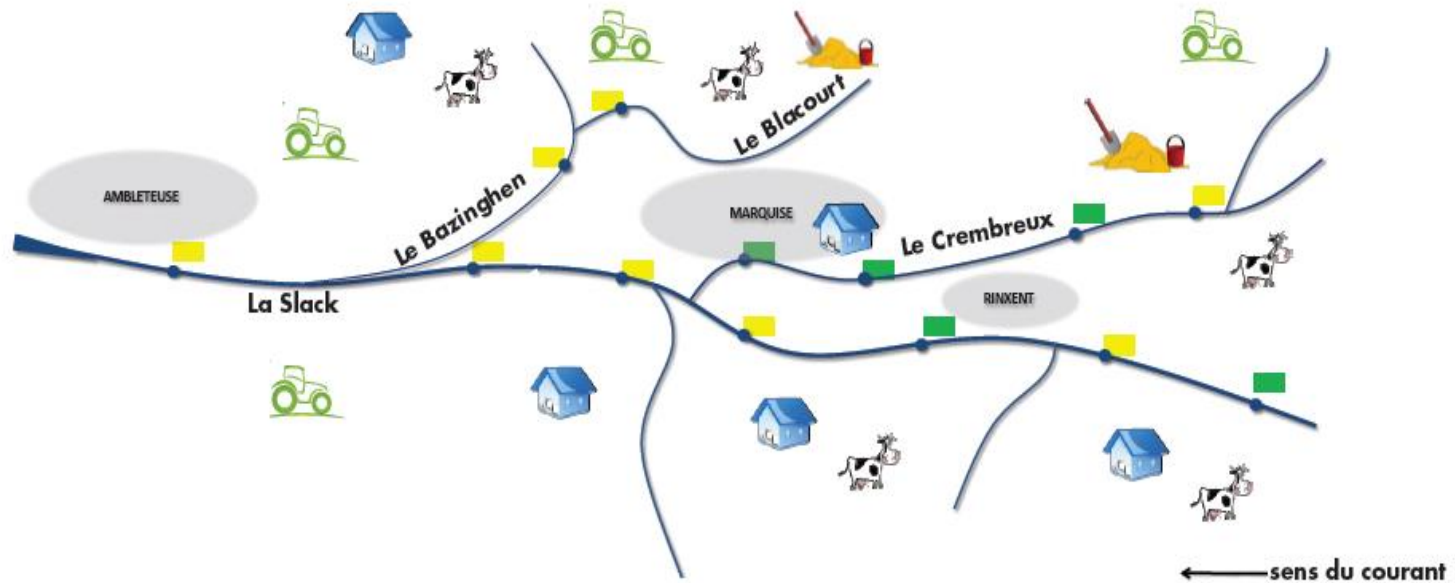 Le Blacourt
AMBLETEUSE
Le Bazinghen
MARQUISE
Le Crembreux
La Slack
RINXENT
sens du courant